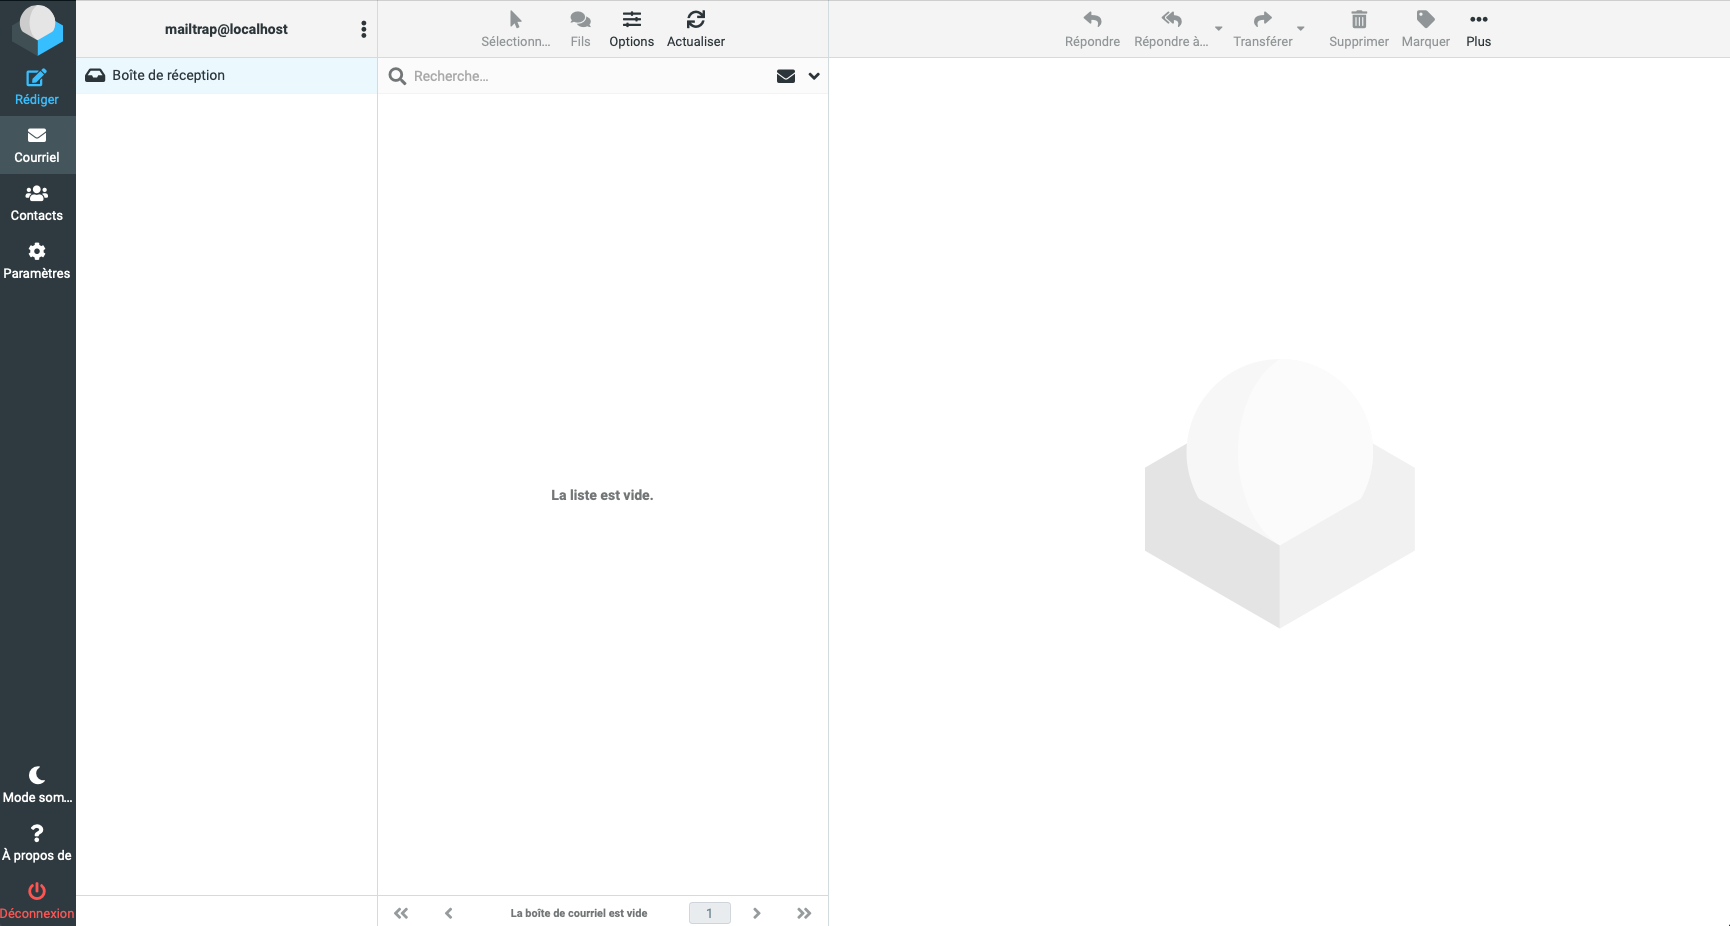 mailtrap@localhost
Rédiger
Courriel
Contacts
Paramètres
Mode som...
À propos de
Déconnexion
Boîte de réception
Sélectionn...
Fils
Options
Actualiser
Recherche...
La liste est vide.
La boîte de courriel est vide
1
Répondre
Répondre à...
Transférer
Supprimer
Marquer
Plus